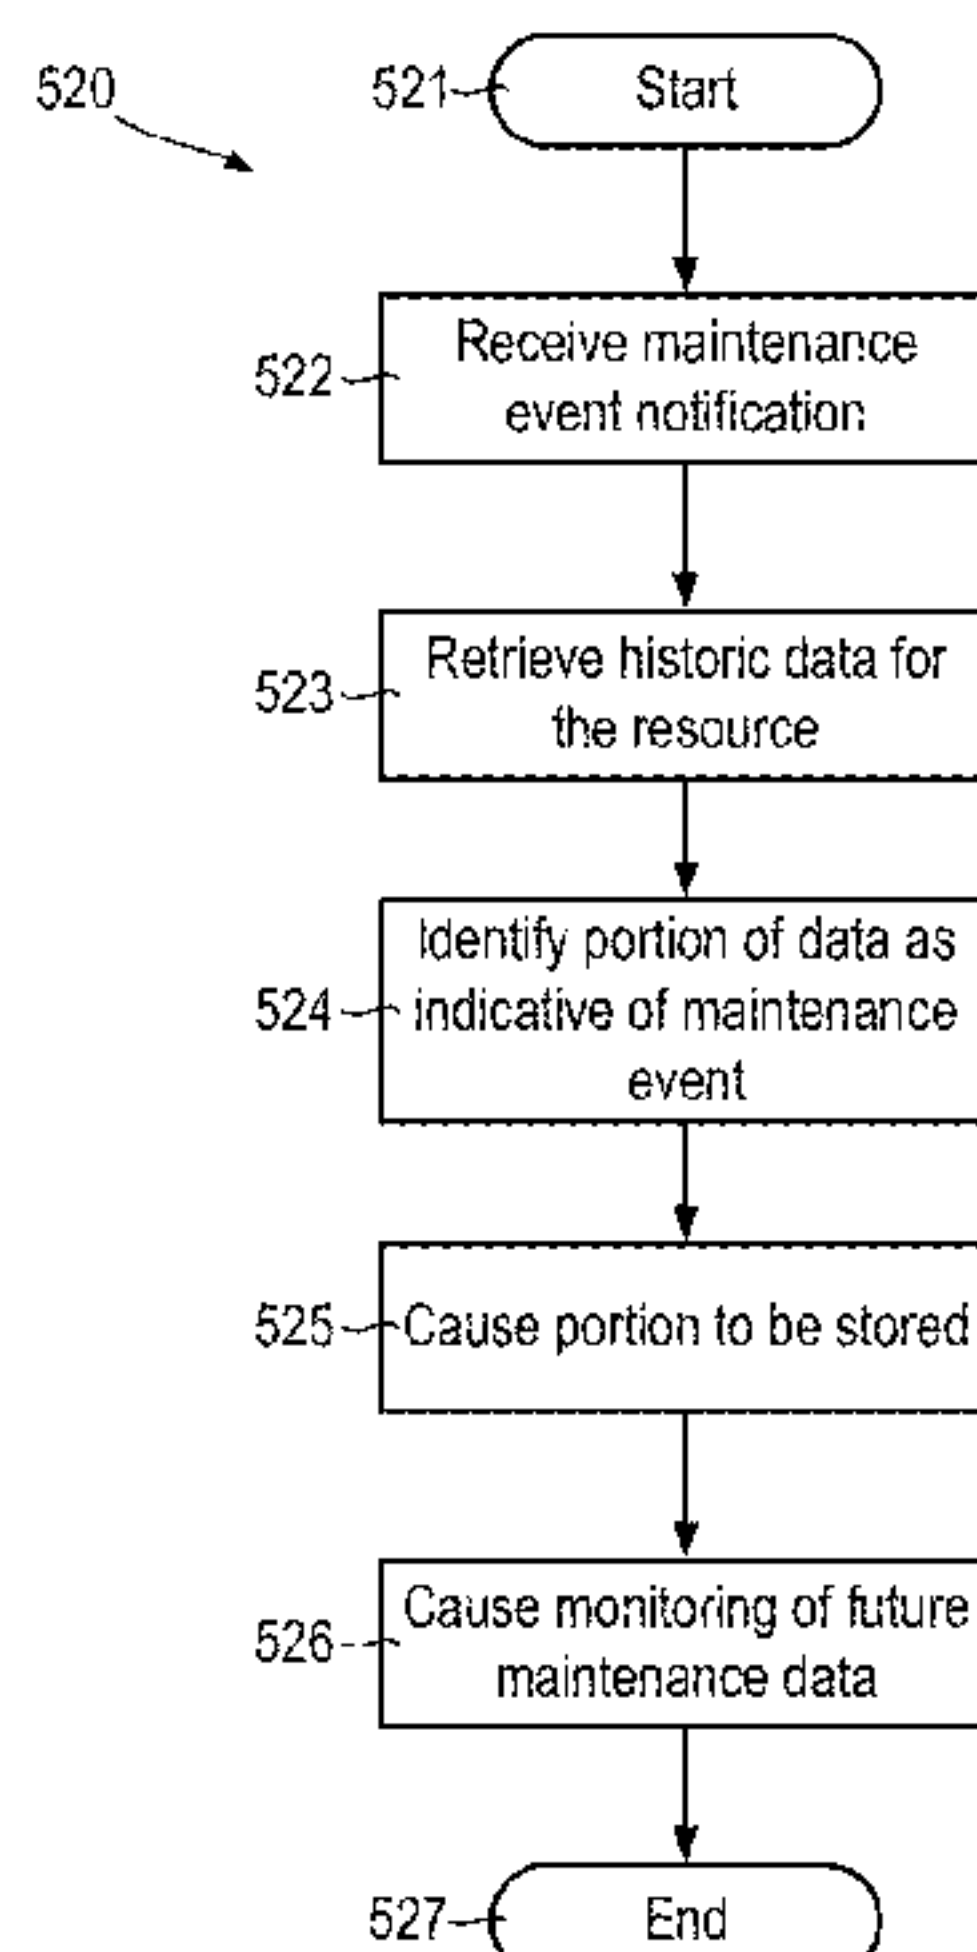 520
521
Start
522
Receive maintenance
event notification
523
Retrieve historic data for
the resource
524
Identify portion of data as
indicative of maintenance
event
525
Cause portion to be stored
526
Cause monitoring of future
maintenance data
527
End